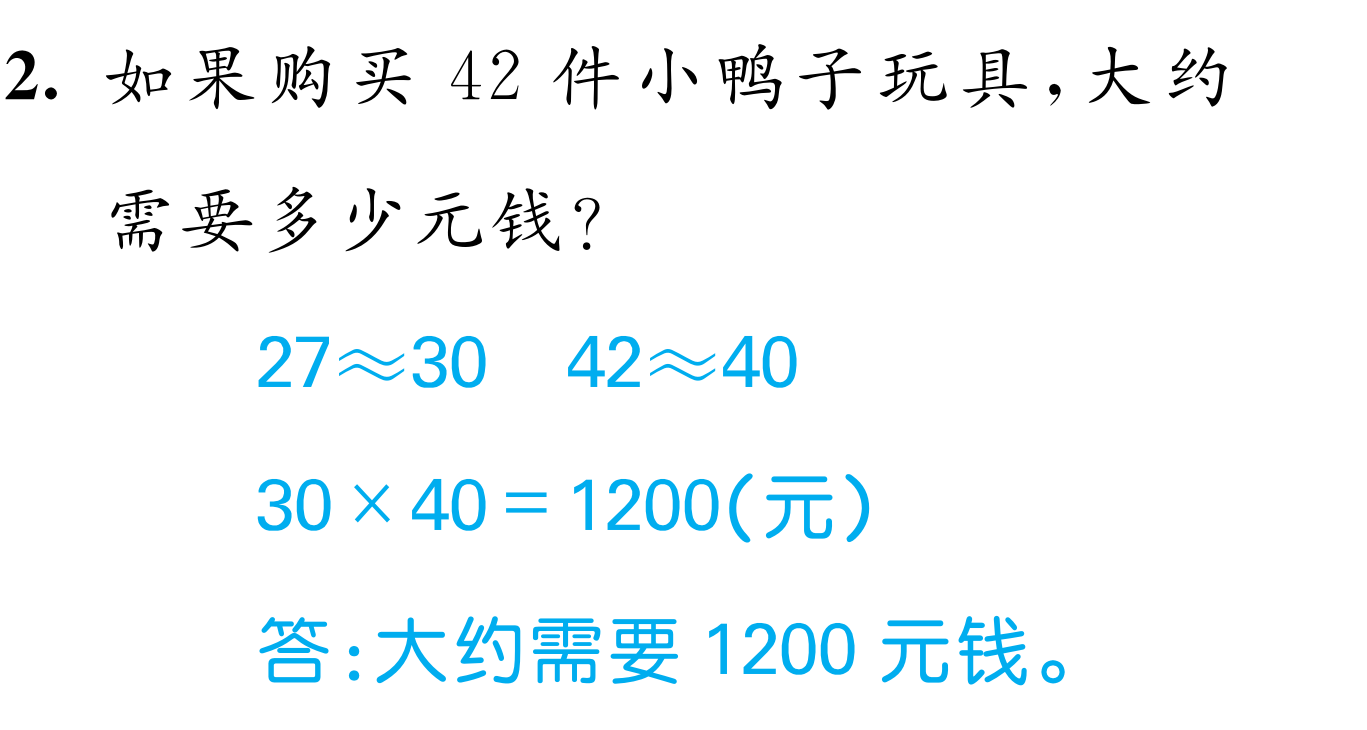 2. 如果购买 42 件小鸭子玩具,大约
需要多少元钱?
27≈30 42≈40
30×40=1200(元)
答:大约需要 1200 元钱。